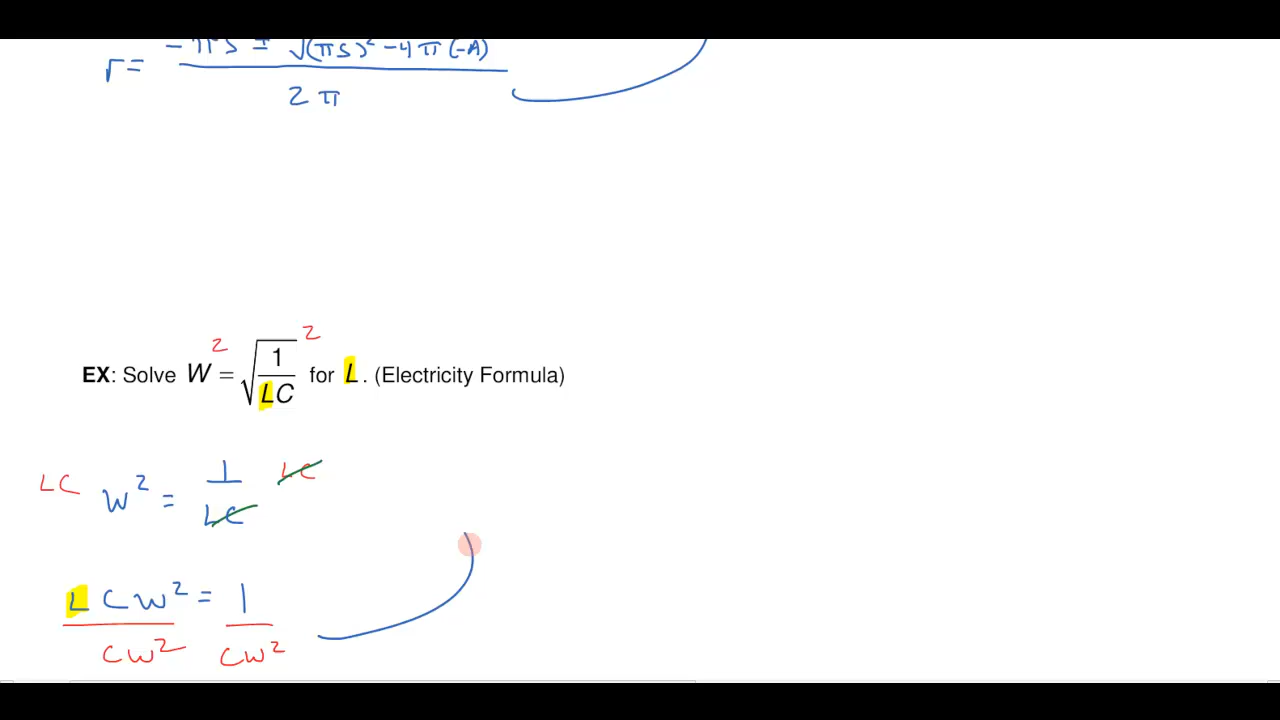 r = -πs ± √(πs)² - 4π(-A)
2π
EX: Solve W² = √1/LC ² for L. (Electricity Formula)
LC W² = 1/LC LC
L C W² = 1
CW² CW²